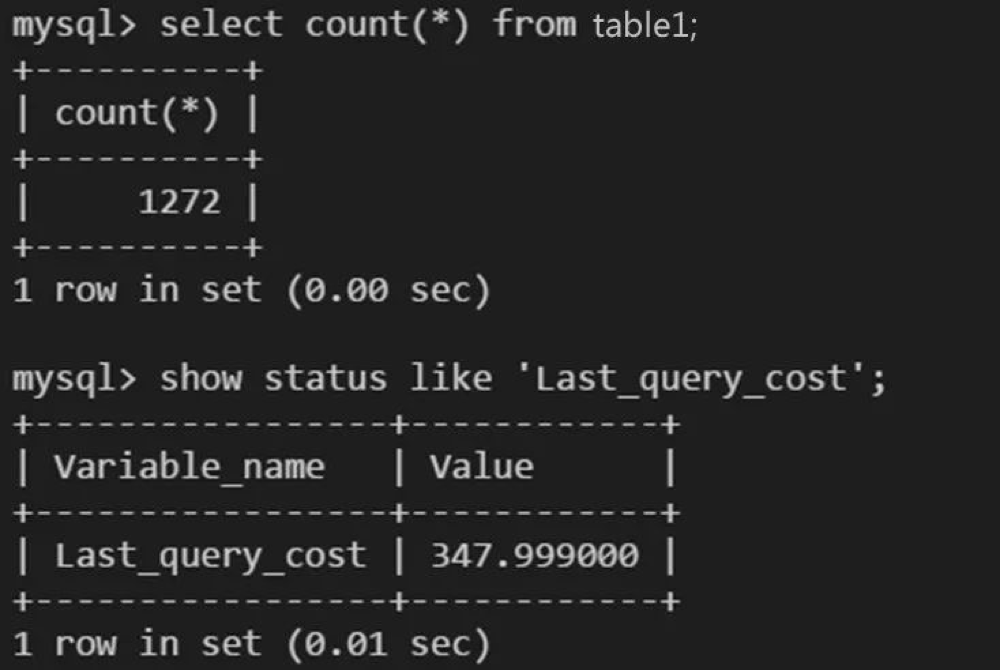 mysql> select count(*) from table1;
+----------+
| count(*) |
+----------+
|     1272 |
+----------+
1 row in set (0.00 sec)
mysql> show status like 'Last_query_cost';
+-----------------+------------+
| Variable_name   | Value      |
+-----------------+------------+
| Last_query_cost | 347.999000 |
+-----------------+------------+
1 row in set (0.01 sec)